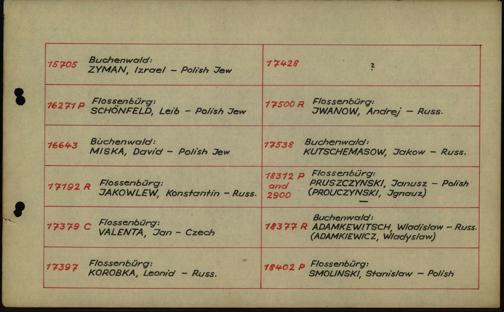 15705 Buchenwald:
ZYMAN, Izrael – Polish Jew
16271 P Flossenbürg:
SCHÖNFELD, Leib – Polish Jew
16643 Buchenwald:
MISKA, David – Polish Jew
17192 R Flossenbürg:
JAKOWLEW, Konstantin – Russ.
17379 C Flossenbürg:
VALENTA, Jan – Czech
17397 Flossenbürg:
KOROBKA, Leonid – Russ.
17428 ?
17500 R Flossenbürg:
JWANOW, Andrej – Russ.
17538 Buchenwald:
KUTSCHEMASOW, Jakow – Russ.
18312 P and 2900 Flossenbürg:
PRUSZCZYNSKI, Janusz – Polish
(PROUCZYNSKI, Ignauz)
18377 R Buchenwald:
ADAMKEWITSCH, Wladislaw – Russ.
(ADAMKIEWICZ, Wladyslaw)
18402 P Flossenbürg:
SMOLINSKI, Stanislaw – Polish